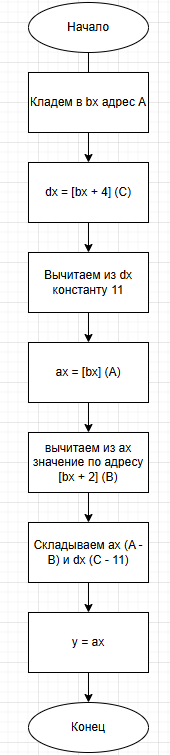 Начало
Кладем в bx адрес A
dx = [bx + 4] (C)
Вычитаем из dx
константу 11
ax = [bx] (A)
вычитаем из ax
значение по адресу
[bx + 2] (B)
Складываем ax (A -
B) и dx (C - 11)
y = ax
Конец